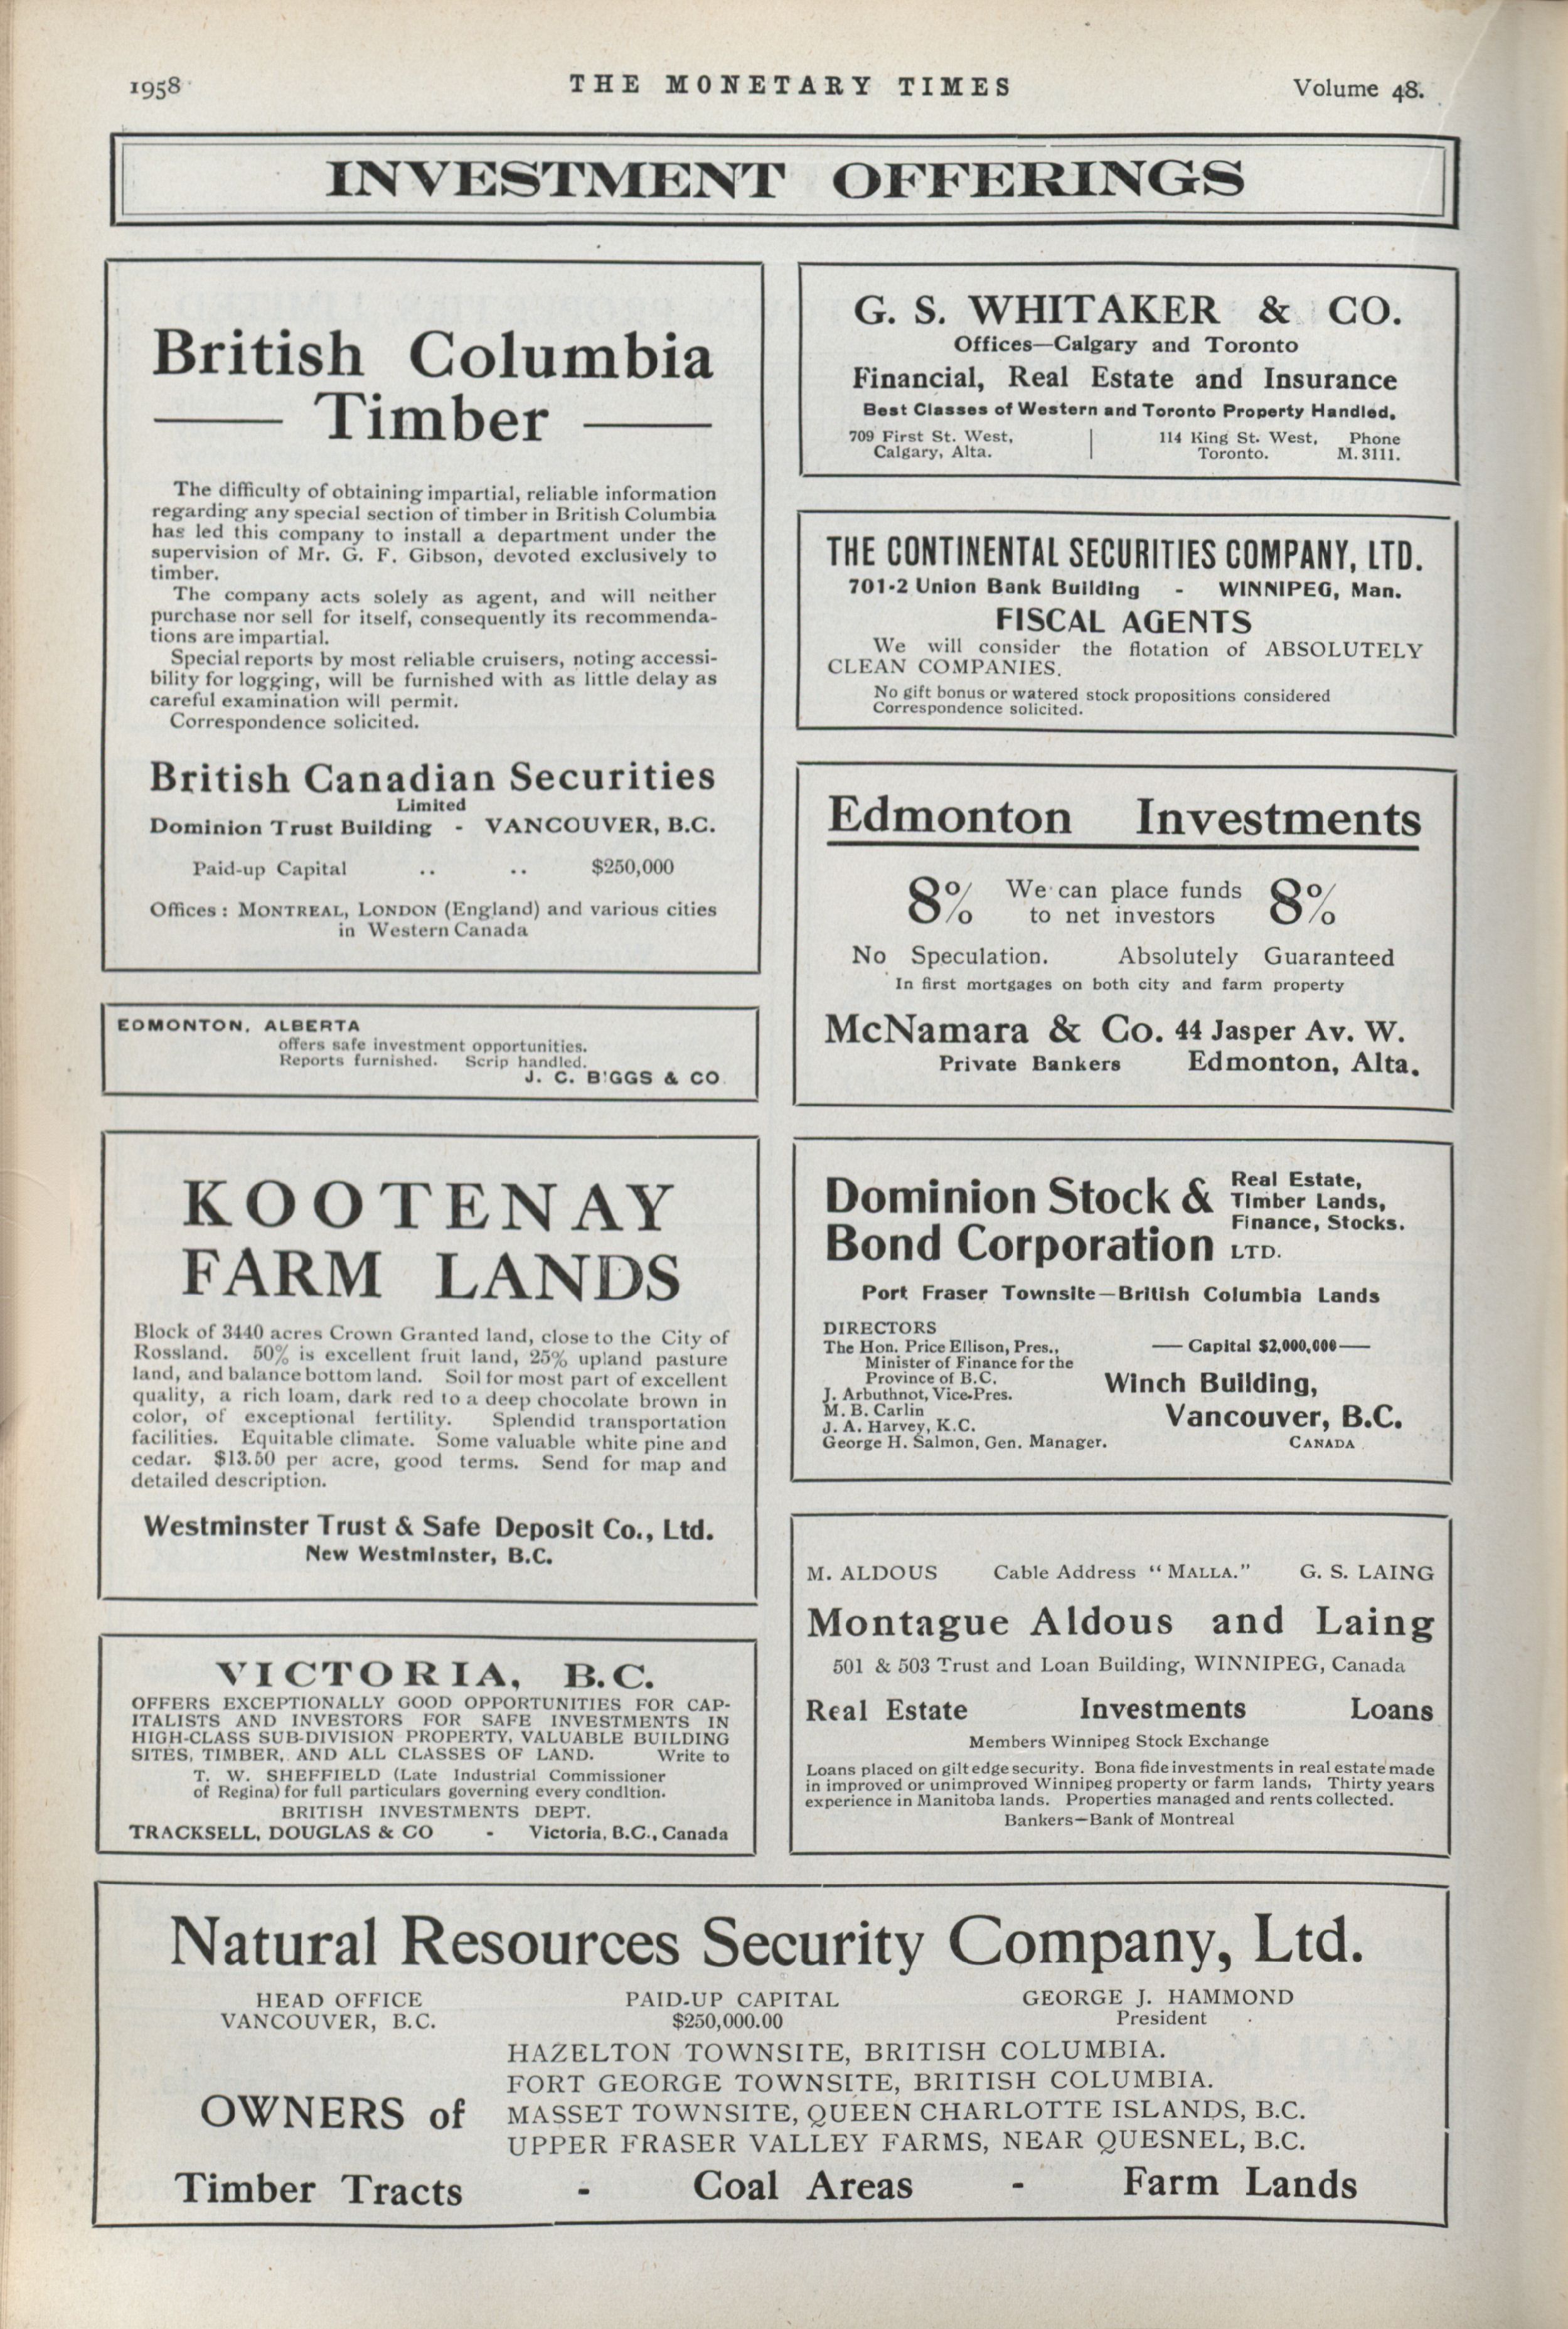 1958
THE MONETARY TIMES
Volume 48.
INVESTMENT OFFERINGS
British Columbia
Timber
The difficulty of obtaining impartial, reliable information
regarding any special section of timber in British Columbia
has led this company to install a department under the
supervision of Mr. G. F. Gibson, devoted exclusively to
timber.
The company acts solely as agent, and will neither
purchase nor sell for itself, consequently its recommenda-
tions are impartial.
Special reports by most reliable cruisers, noting accessi-
bility for logging, will be furnished with as little delay as
careful examination will permit.
Correspondence solicited.
British Canadian Securities
Limited
Dominion Trust Building - VANCOUVER, B.C.
Paid-up Capital .. .. $250,000
Offices : MONTREAL, LONDON (England) and various cities
in Western Canada
EDMONTON, ALBERTA
offers safe investment opportunities.
Reports furnished. Scrip handled.
J. C. BIGGS & CO.
KOOTENAY
FARM LANDS
Block of 3440 acres Crown Granted land, close to the City of
Rossland. 50% is excellent fruit land, 25% upland pasture
land, and balance bottom land. Soil for most part of excellent
quality, a rich loam, dark red to a deep chocolate brown in
color, of exceptional fertility. Splendid transportation
facilities. Equitable climate. Some valuable white pine and
cedar. $13.50 per acre, good terms. Send for map and
detailed description.
Westminster Trust & Safe Deposit Co., Ltd.
New Westminster, B.C.
VICTORIA, B.C.
OFFERS EXCEPTIONALLY GOOD OPPORTUNITIES FOR CAP-
ITALISTS AND INVESTORS FOR SAFE INVESTMENTS IN
HIGH-CLASS SUB-DIVISION PROPERTY, VALUABLE BUILDING
SITES, TIMBER, AND ALL CLASSES OF LAND. Write to
T. W. SHEFFIELD (Late Industrial Commissioner
of Regina) for full particulars governing every condition.
BRITISH INVESTMENTS DEPT.
TRACKSELL, DOUGLAS & CO - Victoria, B.C., Canada
G. S. WHITAKER & CO.
Offices—Calgary and Toronto
Financial, Real Estate and Insurance
Best Classes of Western and Toronto Property Handled.
709 First St. West, 114 King St. West, Phone
Calgary, Alta. Toronto. M. 3111.
THE CONTINENTAL SECURITIES COMPANY, LTD.
701-2 Union Bank Building - WINNIPEG, Man.
FISCAL AGENTS
We will consider the flotation of ABSOLUTELY
CLEAN COMPANIES.
No gift bonus or watered stock propositions considered
Correspondence solicited.
Edmonton Investments
8% We can place funds 8%
to net investors
No Speculation. Absolutely Guaranteed
In first mortgages on both city and farm property
McNamara & Co. 44 Jasper Av. W.
Private Bankers Edmonton, Alta.
Dominion Stock &
Bond Corporation LTD.
Real Estate,
Timber Lands,
Finance, Stocks.
Port Fraser Townsite—British Columbia Lands
DIRECTORS
The Hon. Price Ellison, Pres.,
Minister of Finance for the
Province of B.C.
J. Arbuthnot, Vice-Pres.
M. B. Carlin
J. A. Harvey, K.C.
George H. Salmon, Gen. Manager.
— Capital $2,000,000 —
Winch Building,
Vancouver, B.C.
CANADA
M. ALDOUS Cable Address "MALLA." G. S. LAING
Montague Aldous and Laing
501 & 503 Trust and Loan Building, WINNIPEG, Canada
Real Estate Investments Loans
Members Winnipeg Stock Exchange
Loans placed on gilt edge security. Bona fide investments in real estate made
in improved or unimproved Winnipeg property or farm lands, Thirty years
experience in Manitoba lands. Properties managed and rents collected.
Bankers—Bank of Montreal
Natural Resources Security Company, Ltd.
HEAD OFFICE PAID-UP CAPITAL GEORGE J. HAMMOND
VANCOUVER, B.C. $250,000.00 President
OWNERS of
HAZELTON TOWNSITE, BRITISH COLUMBIA.
FORT GEORGE TOWNSITE, BRITISH COLUMBIA.
MASSET TOWNSITE, QUEEN CHARLOTTE ISLANDS, B.C.
UPPER FRASER VALLEY FARMS, NEAR QUESNEL, B.C.
Timber Tracts - Coal Areas - Farm Lands